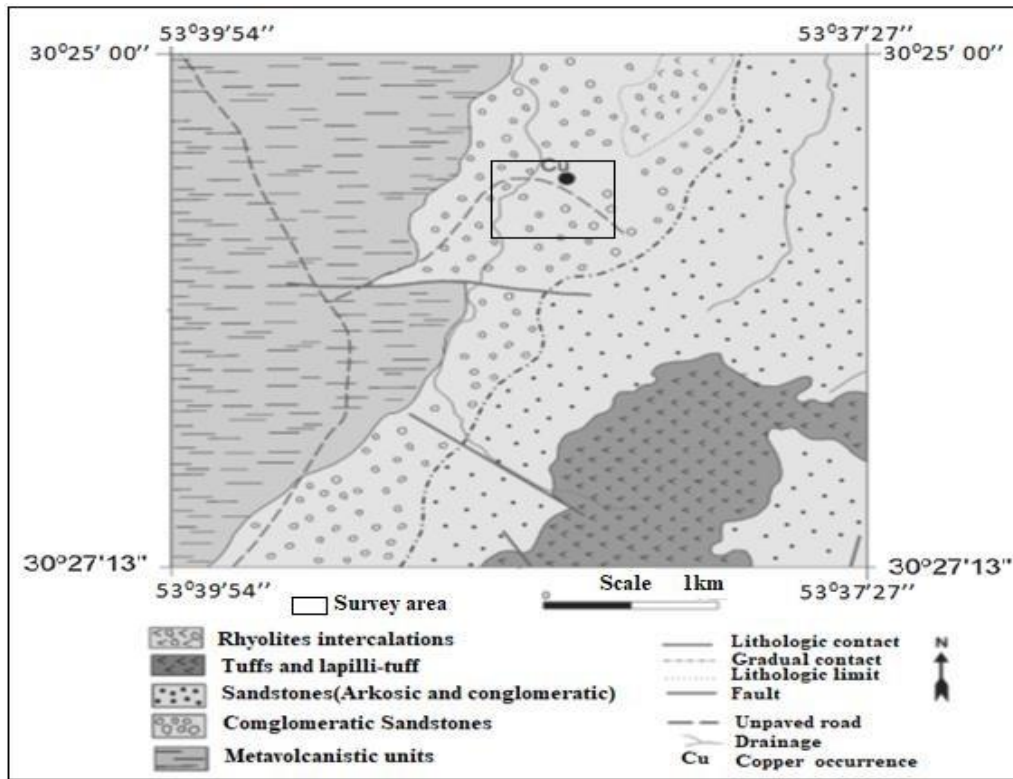 53°39'54'' 53°37'27''
30°25' 00'' 30°25' 00''
Cu
30°27'13" 30°27'13"
53°39'54'' 53°37'27''
Scale 1km
0
Survey area
Rhyolites intercalations
Tuffs and lapilli-tuff
Sandstones(Arkosic and conglomeratic)
Comglomeratic Sandstones
Metavolcanistic units
Lithologic contact
Gradual contact
Lithologic limit
Fault
Unpaved road
Drainage
Cu Copper occurrence
N